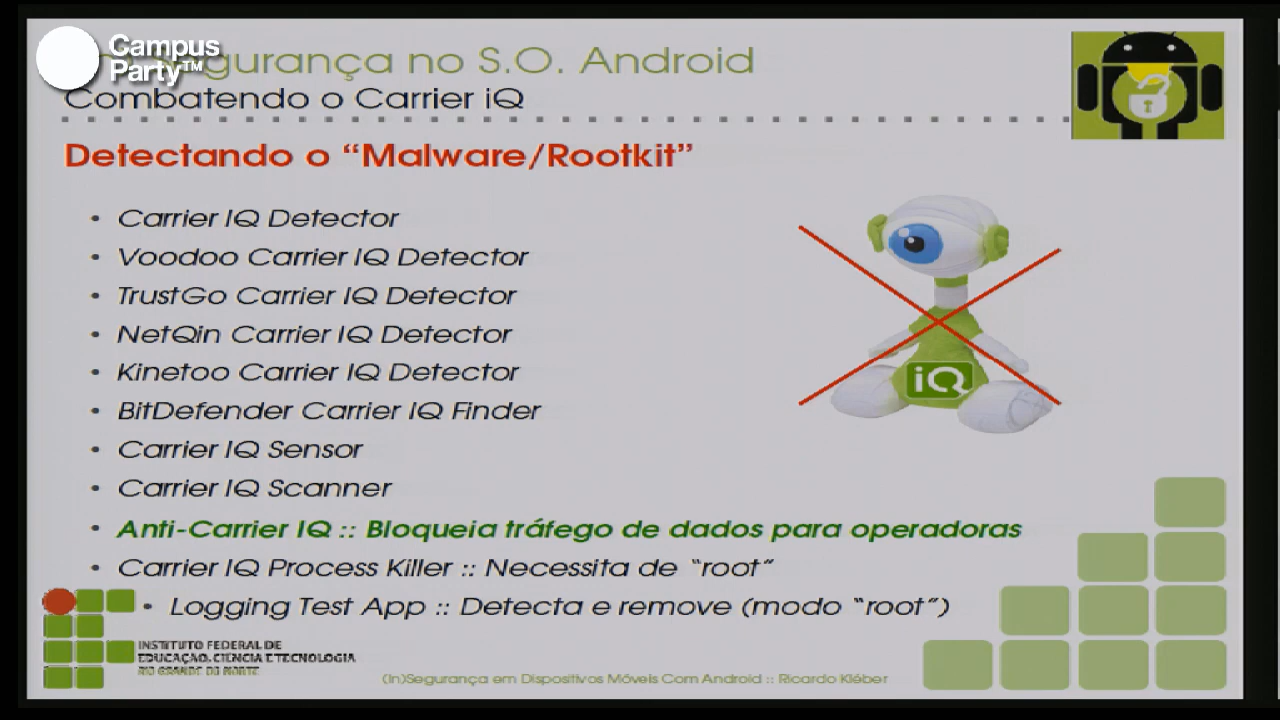 Campus
Party™
Segurança no S.O. Android
Combatendo o Carrier iQ
Detectando o “Malware/Rootkit”
• Carrier IQ Detector
• Voodoo Carrier IQ Detector
• TrustGo Carrier IQ Detector
• NetQin Carrier IQ Detector
• Kinetoo Carrier IQ Detector
• BitDefender Carrier IQ Finder
• Carrier IQ Sensor
• Carrier IQ Scanner
• Anti-Carrier IQ :: Bloqueia tráfego de dados para operadoras
• Carrier IQ Process Killer :: Necessita de “root”
• Logging Test App :: Detecta e remove (modo “root”)
iQ
INSTITUTO FEDERAL DE
EDUCAÇÃO, CIÊNCIA E TECNOLOGIA
RIO GRANDE DO NORTE
(In)Segurança em Dispositivos Móveis Com Android :: Ricardo Kléber